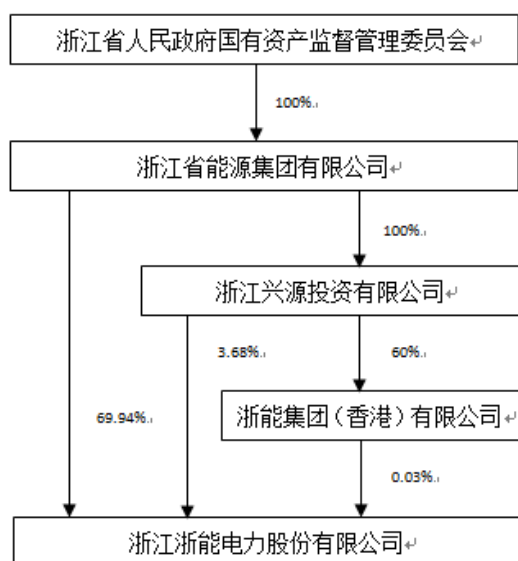 浙江省人民政府国有资产监督管理委员会
100%
浙江省能源集团有限公司
100%
浙江兴源投资有限公司
3.68%
60%
69.94%
浙能集团（香港）有限公司
0.03%
浙江浙能电力股份有限公司